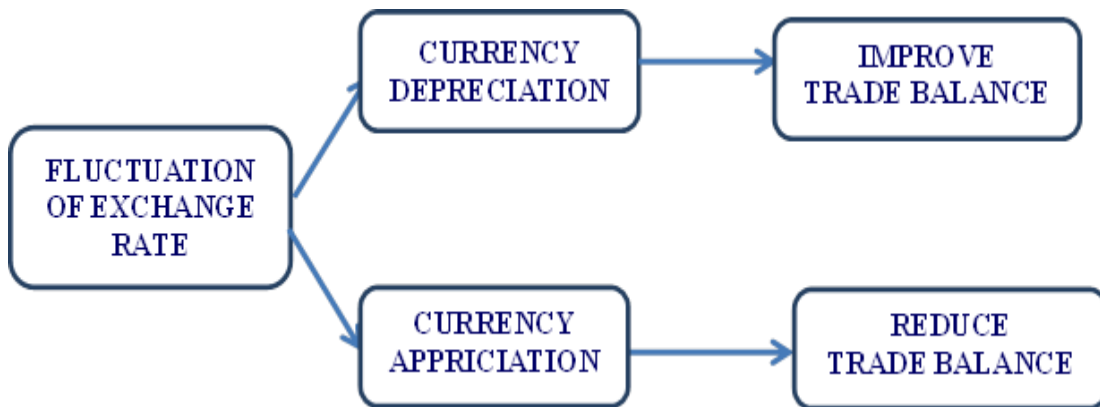 FLUCTUATION
OF EXCHANGE
RATE
CURRENCY
DEPRECIATION
IMPROVE
TRADE BALANCE
CURRENCY
APPRICIATION
REDUCE
TRADE BALANCE